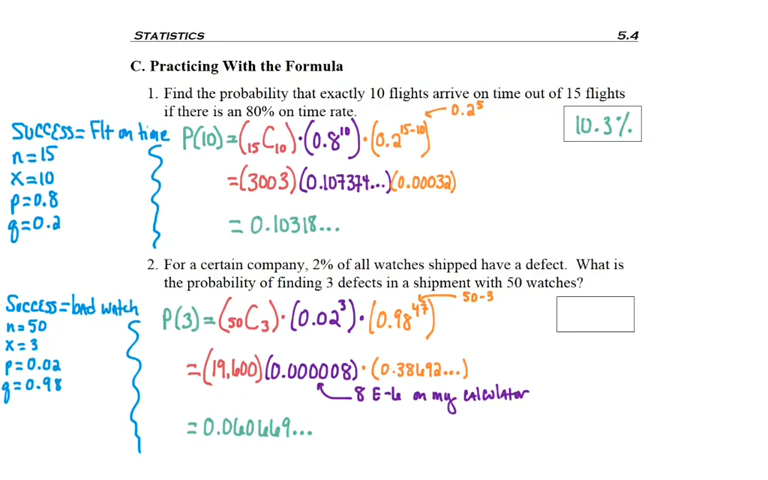 STATISTICS 5.4
C. Practicing With the Formula
1. Find the probability that exactly 10 flights arrive on time out of 15 flights
if there is an 80% on time rate.
0.2^5
10.3%
SUCCESS = Flt on time
n=15
x=10
p=0.8
q=0.2
P(10) = (₁₅C₁₀)·(0.8^10)·(0.2^15-10)
= (3003)(0.107374...)(0.00032)
= 0.10318...
2. For a certain company, 2% of all watches shipped have a defect. What is
the probability of finding 3 defects in a shipment with 50 watches?
50-3
Success = bad watch
n=50
x=3
p=0.02
q=0.98
P(3) = (₅₀C₃)·(0.02^3)·(0.98^47)
= (19,600)(0.000008)·(0.38692...)
8 E-6 on my calculator
= 0.060669...